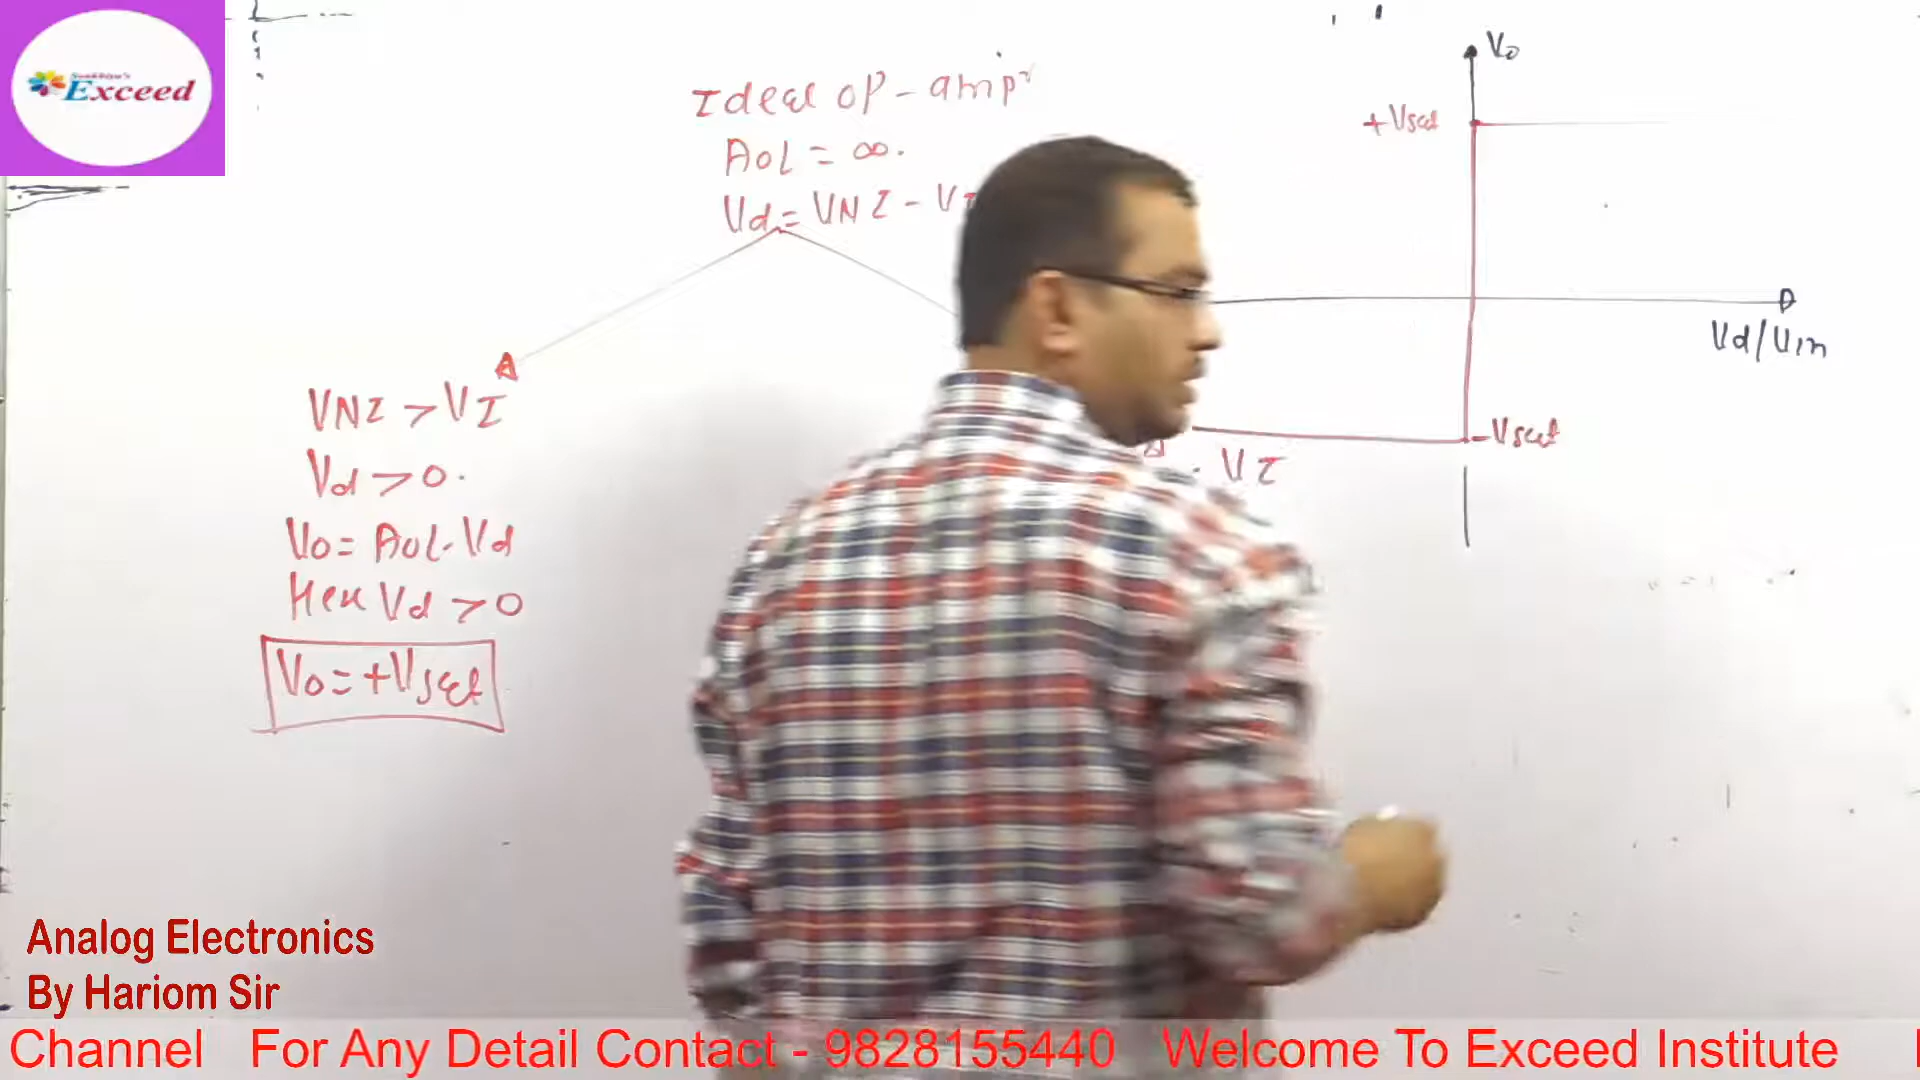 Sankhlya's
Exceed
Ideal OP-amp
AOL = ∞.
Vd = VNI - VI
VNI > VI
Vd > 0.
Vo = AOL.Vd
Vd > 0
Vo = +Vsat
Vo
+Vsat
Vd/Vin
-Vsat
VI
Analog Electronics
By Hariom Sir
Channel For Any Detail Contact - 9828155440 Welcome To Exceed Institute